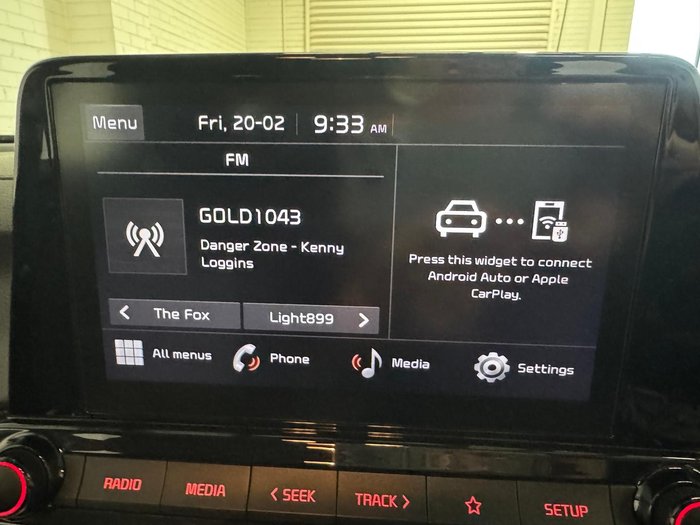 Menu
Fri, 20-02
9:33 AM
FM
GOLD1043
Danger Zone - Kenny
Loggins
< The Fox
Light899 >
Press this widget to connect
Android Auto or Apple
CarPlay.
All menus
Phone
Media
Settings
RADIO
MEDIA
< SEEK
TRACK >
SETUP